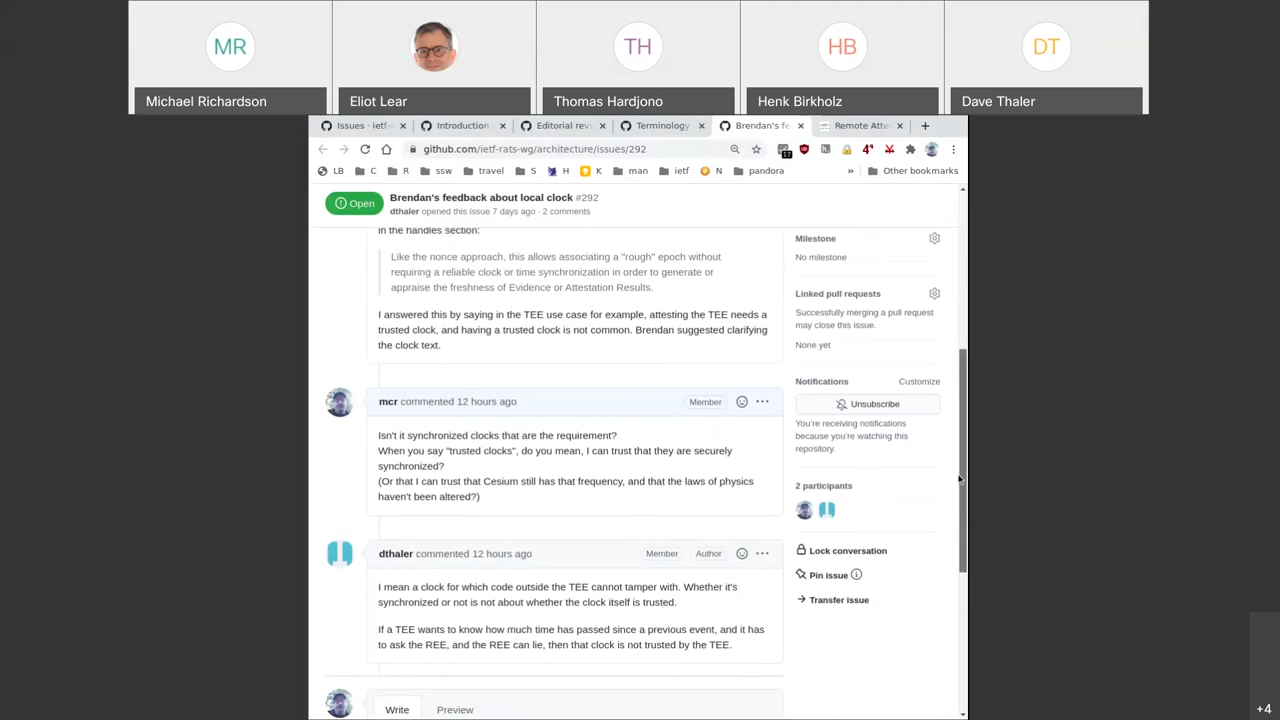 MR
TH
HB
DT
Michael Richardson
Eliot Lear
Thomas Hardjono
Henk Birkholz
Dave Thaler
Issues · ietf-
Introduction
Editorial revi
Terminology
Brendan's fe
Remote Atte
github.com/ietf-rats-wg/architecture/issues/292
17
LB
C
R
ssw
travel
S
H
K
man
ietf
N
pandora
»
Other bookmarks
Open
Brendan's feedback about local clock #292
dthaler opened this issue 7 days ago · 2 comments
in the handles section:
Like the nonce approach, this allows associating a "rough" epoch without
requiring a reliable clock or time synchronization in order to generate or
appraise the freshness of Evidence or Attestation Results.
I answered this by saying in the TEE use case for example, attesting the TEE needs a
trusted clock, and having a trusted clock is not common. Brendan suggested clarifying
the clock text.
mcr commented 12 hours ago
Member
Isn't it synchronized clocks that are the requirement?
When you say "trusted clocks", do you mean, I can trust that they are securely
synchronized?
(Or that I can trust that Cesium still has that frequency, and that the laws of physics
haven't been altered?)
dthaler commented 12 hours ago
Member
Author
I mean a clock for which code outside the TEE cannot tamper with. Whether it's
synchronized or not is not about whether the clock itself is trusted.
If a TEE wants to know how much time has passed since a previous event, and it has
to ask the REE, and the REE can lie, then that clock is not trusted by the TEE.
Write
Preview
Milestone
No milestone
Linked pull requests
Successfully merging a pull request
may close this issue.
None yet
Notifications
Customize
Unsubscribe
You're receiving notifications
because you're watching this
repository.
2 participants
Lock conversation
Pin issue
Transfer issue
+4